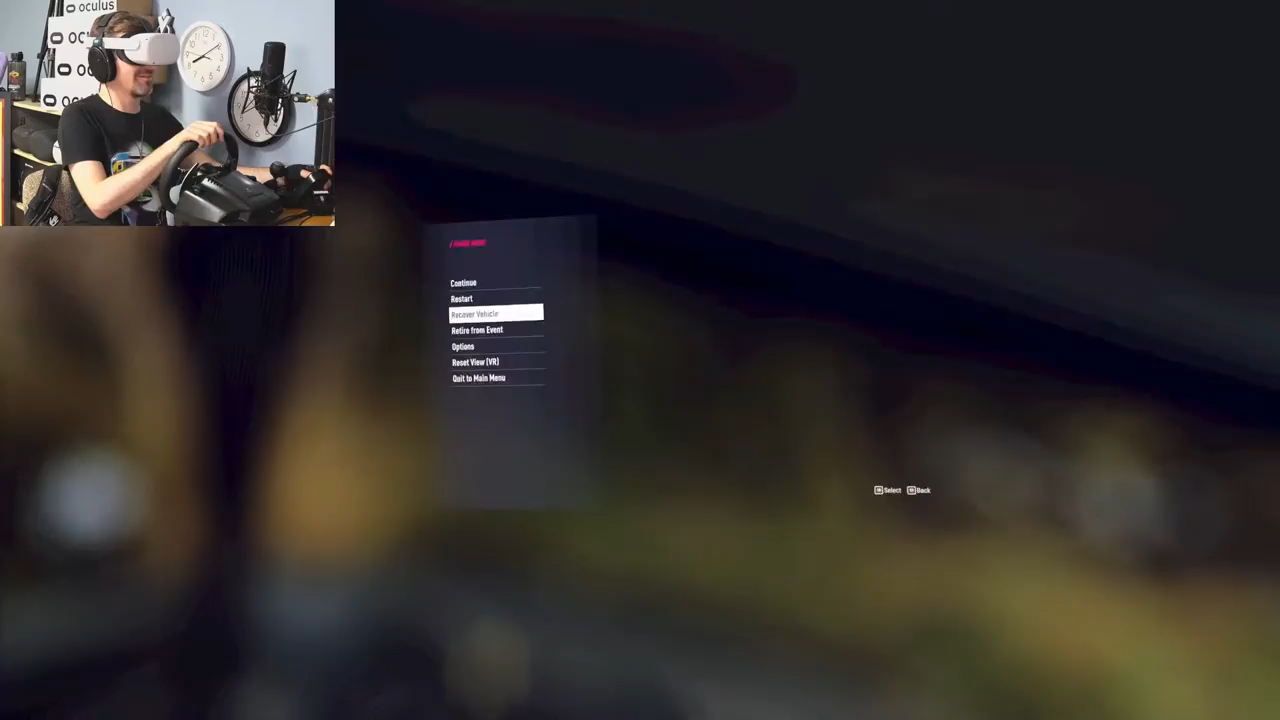 oculus
Continue
Restart
Recover Vehicle
Retire from Event
Options
Reset View (VR)
Quit to Main Menu
Select
Back